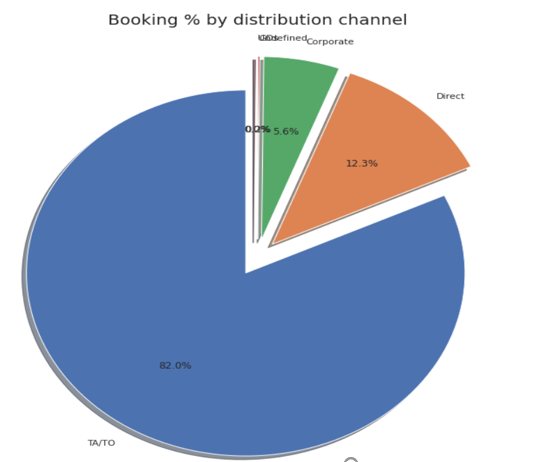 Booking % by distribution channel
Corporate
Direct
5.6%
12.3%
82.0%
TA/TO